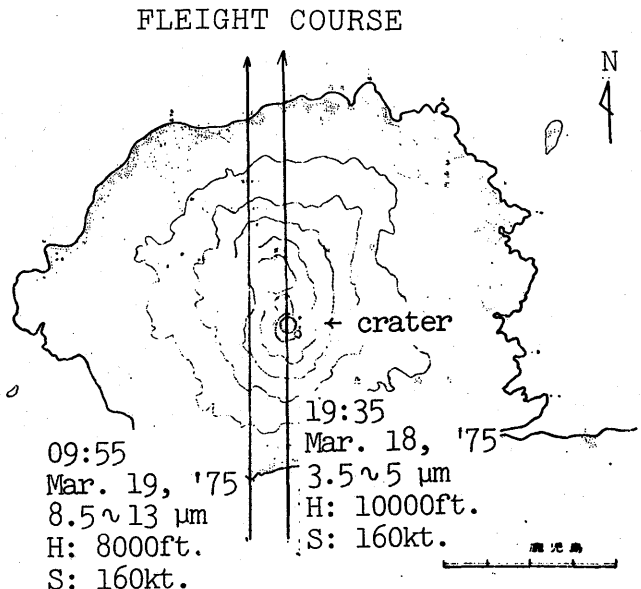 FLEIGHT COURSE
N
← crater
19:35
Mar. 18, '75
3.5~5 µm
H: 10000ft.
S: 160kt.
09:55
Mar. 19, '75
8.5~13 µm
H: 8000ft.
S: 160kt.
鹿児島